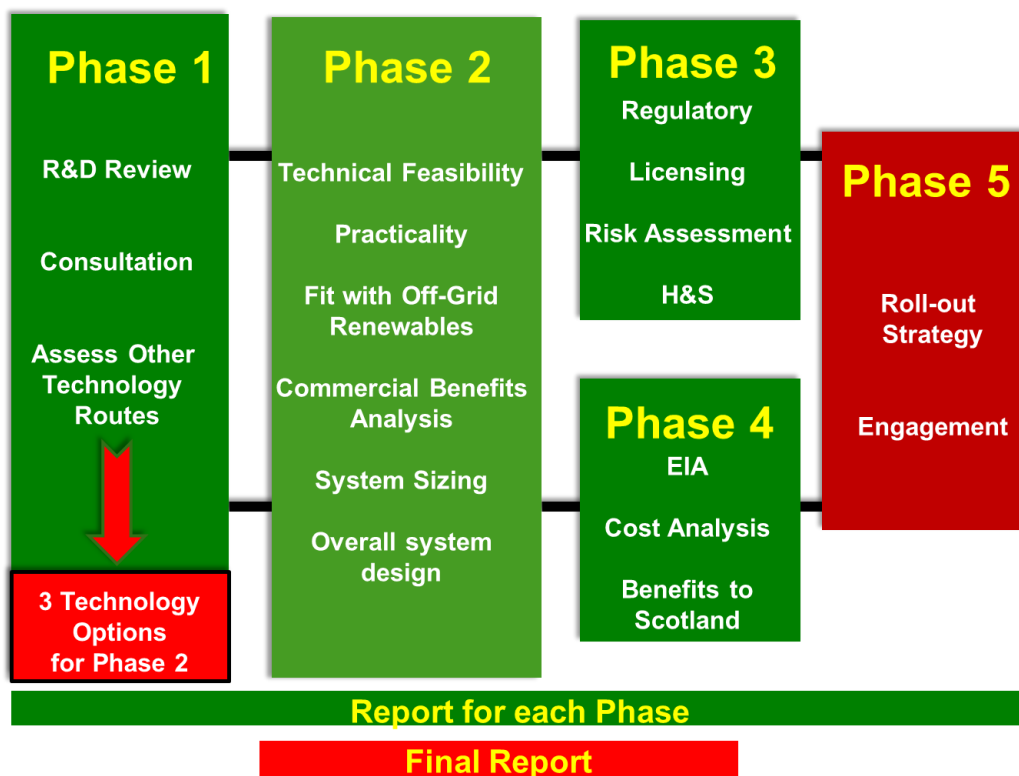 Phase 1
R&D Review
Consultation
Assess Other
Technology
Routes
3 Technology
Options
for Phase 2
Phase 2
Technical Feasibility
Practicality
Fit with Off-Grid
Renewables
Commercial Benefits
Analysis
System Sizing
Overall system
design
Phase 3
Regulatory
Licensing
Risk Assessment
H&S
Phase 4
EIA
Cost Analysis
Benefits to
Scotland
Phase 5
Roll-out
Strategy
Engagement
Report for each Phase
Final Report